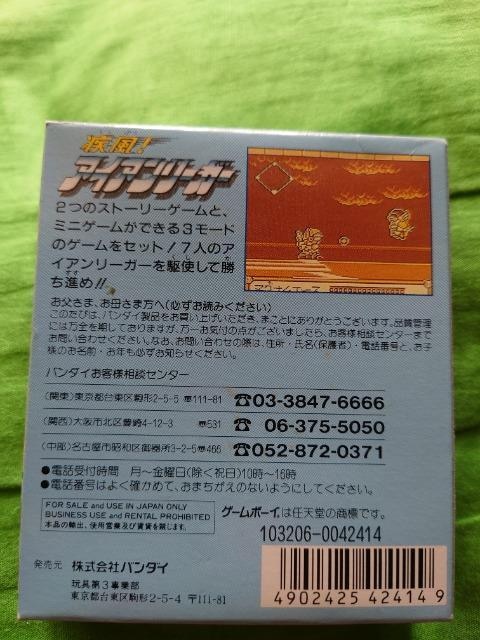 疾風!
アイアンリーガー
2つのストーリーゲームと、
ミニゲームができる3モード
のゲームをセット!7人のア
イアンリーガーを駆使して勝
ち進め!!
お父さま、お母さま方へ(必ずお読みください)
このたびは、バンダイ製品をお買い上げいただき、まことにありがとうございます。品質管理
には万全を期しておりますが、万一お気付の点がございましたら、お客様相談センターまで
お問い合わせください。なお、お問い合わせの際は、住所・氏名(保護者)・電話番号と、お子
様のお名前・お年も必ずお知らせください。
バンダイお客様相談センター
(関東)東京都台東区駒形2-5-5 〒111-81 ☎03-3847-6666
(関西)大阪市北区豊崎4-12-3 〒531 ☎06-375-5050
(中部)名古屋市昭和区御器所3-2-5 〒466 ☎052-872-0371
●電話受付時間 月〜金曜日(除く祝日)10時〜16時
●電話番号はよく確かめて、おまちがえのないようにしてください。
FOR SALE and USE IN JAPAN ONLY
BUSINESS USE and RENTAL PROHIBITED
本品の輸出、使用営業及び賃貸を禁じます。
ゲームボーイは任天堂の商標です。
103206-0042414
発売元 株式会社バンダイ
玩具第3事業部
東京都台東区駒形2-5-4 〒111-81
4902425424149